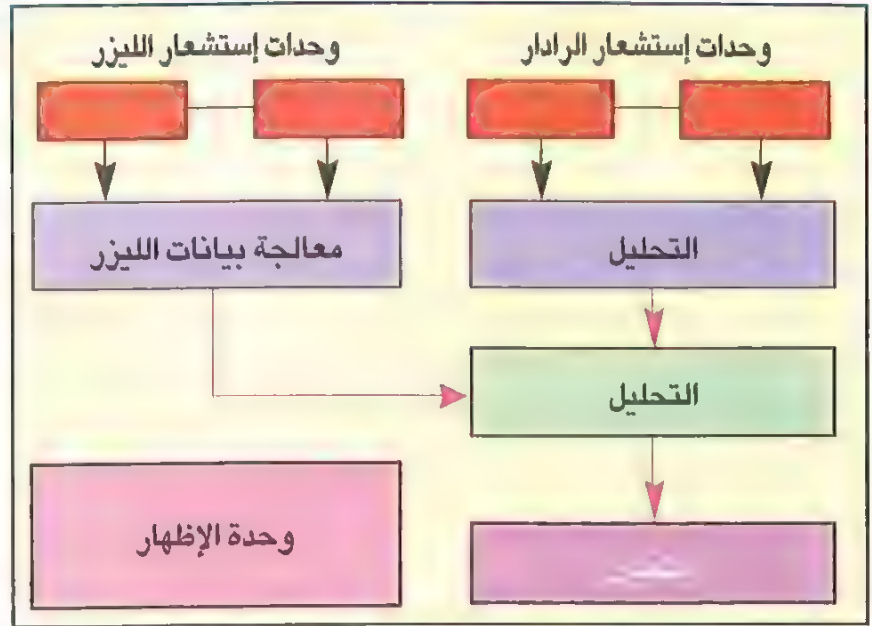 وحدات إستشعار الرادار
وحدات إستشعار الليزر
التحليل
معالجة بيانات الليزر
التحليل
وحدة الإظهار